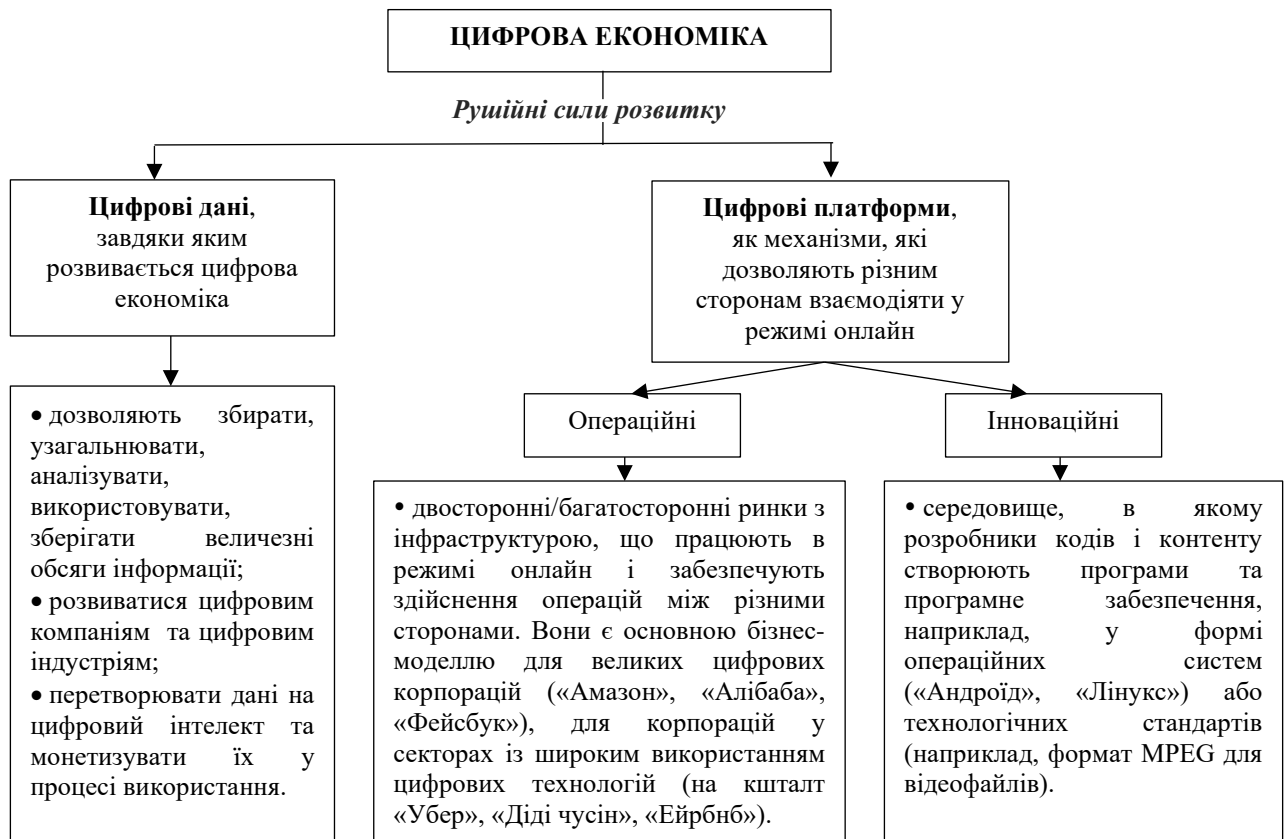 ЦИФРОВА ЕКОНОМІКА
Рушійні сили розвитку
Цифрові дані,
завдяки яким
розвивається цифрова
економіка
Цифрові платформи,
як механізми, які
дозволяють різним
сторонам взаємодіяти у
режимі онлайн
• дозволяють збирати,
узагальнювати,
аналізувати,
використовувати,
зберігати величезні
обсяги інформації;
• розвиватися цифровим
компаніям та цифровим
індустріям;
• перетворювати дані на
цифровий інтелект та
монетизувати їх у
процесі використання.
Операційні
• двосторонні/багатосторонні ринки з
інфраструктурою, що працюють в
режимі онлайн і забезпечують
здійснення операцій між різними
сторонами. Вони є основною бізнес-
моделлю для великих цифрових
корпорацій («Амазон», «Алібаба»,
«Фейсбук»), для корпорацій у
секторах із широким використанням
цифрових технологій (на кшталт
«Убер», «Діді чусін», «Ейрбнб»).
Інноваційні
• середовище, в якому
розробники кодів і контенту
створюють програми та
програмне забезпечення,
наприклад, у формі
операційних систем
(«Андроїд», «Лінукс») або
технологічних стандартів
(наприклад, формат MPEG для
відеофайлів).